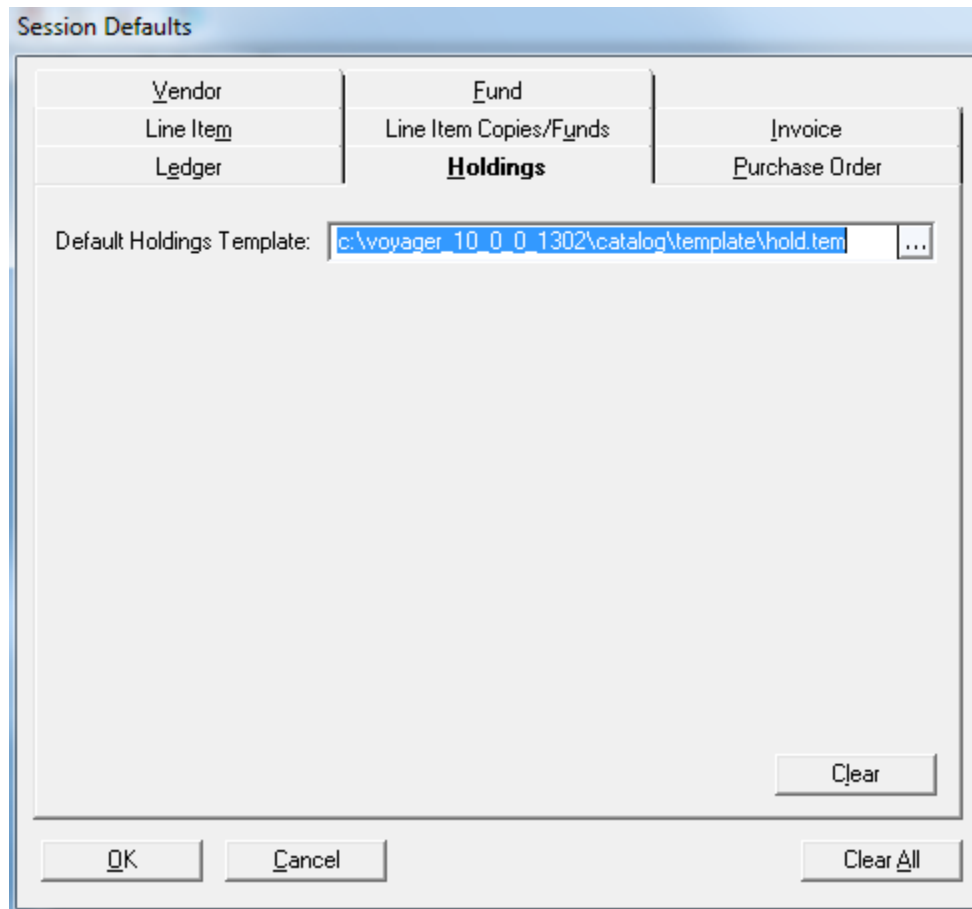 Session Defaults
Vendor Fund
Line Item Line Item Copies/Funds Invoice
Ledger Holdings Purchase Order
Default Holdings Template: c:\voyager_10_0_0_1302\catalog\template\hold.tem ...
Clear
OK Cancel Clear All